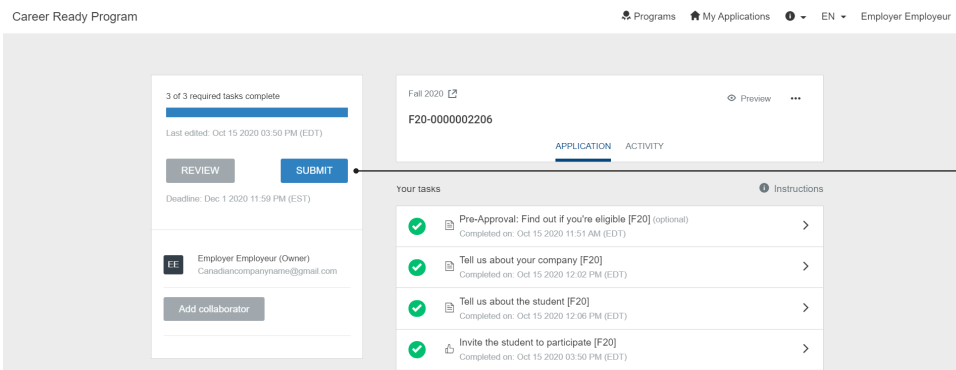 Career Ready Program
Programs My Applications EN Employer Employeur
3 of 3 required tasks complete
Last edited: Oct 15 2020 03:50 PM (EDT)
REVIEW SUBMIT
Deadline: Dec 1 2020 11:59 PM (EST)
EE
Employer Employeur (Owner)
Canadiancompanyname@gmail.com
Add collaborator
Fall 2020
Preview
F20-0000002206
APPLICATION ACTIVITY
Your tasks
Instructions
Pre-Approval: Find out if you're eligible [F20] (optional)
Completed on: Oct 15 2020 11:51 AM (EDT)
Tell us about your company [F20]
Completed on: Oct 15 2020 12:02 PM (EDT)
Tell us about the student [F20]
Completed on: Oct 15 2020 12:06 PM (EDT)
Invite the student to participate [F20]
Completed on: Oct 15 2020 03:50 PM (EDT)